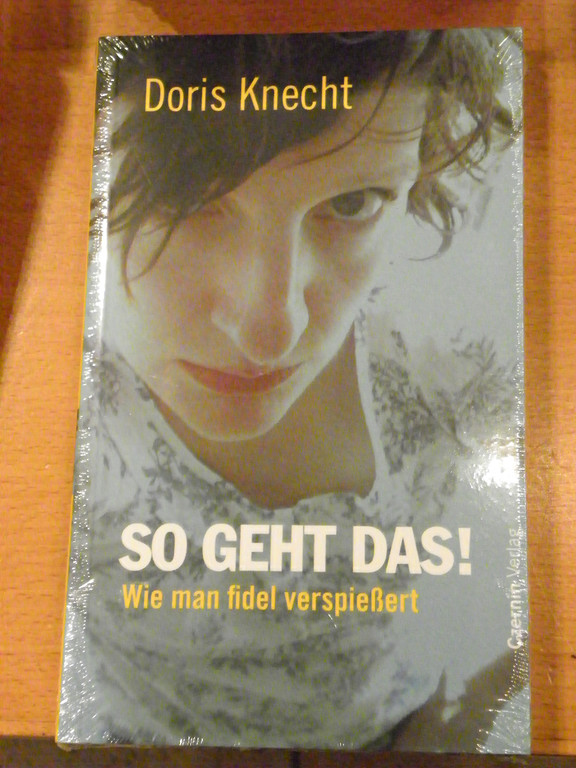 Doris Knecht
SO GEHT DAS!
Wie man fidel verspießert
Czernin Verlag